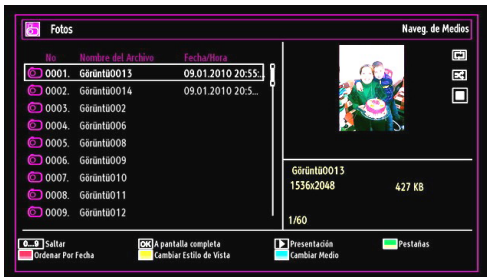 Fotos Naveg. de Medios
No Nombre del Archivo Fecha/Hora
0001. Görüntü0013 09.01.2010 20:55:..
0002. Görüntü0014 09.01.2010 20:5...
0003. Görüntü002
0004. Görüntü006
0005. Görüntü008
0006. Görüntü009
0007. Görüntü010
0008. Görüntü011
0009. Görüntü012
Görüntü0013
1536x2048 427 KB
1/60
0...9 Saltar OK A pantalla completa Presentación Pestañas
Ordenar Por Fecha Cambiar Estilo de Vista Cambiar Medio